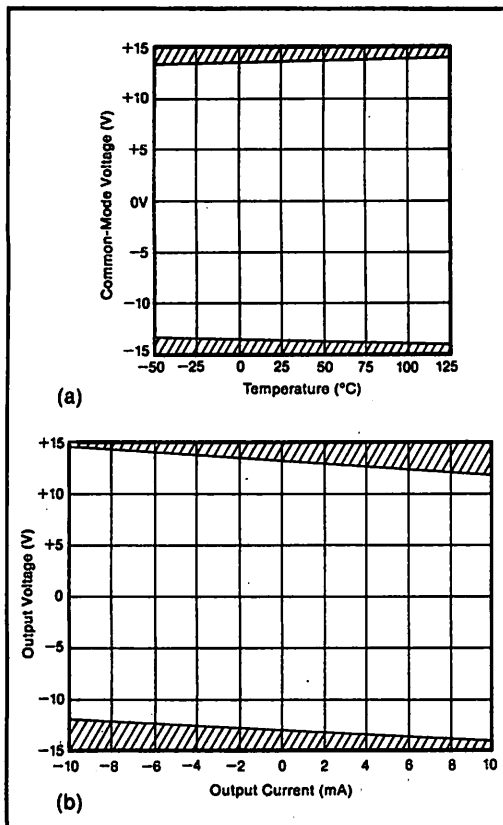 Common-Mode Voltage (V)
+15
+10
+5
0V
−5
−10
−15
−50 −25 0 25 50 75 100 125
Temperature (°C)
(a)
Output Voltage (V)
+15
+10
+5
0
−5
−10
−15
−10 −8 −6 −4 −2 0 2 4 6 8 10
Output Current (mA)
(b)